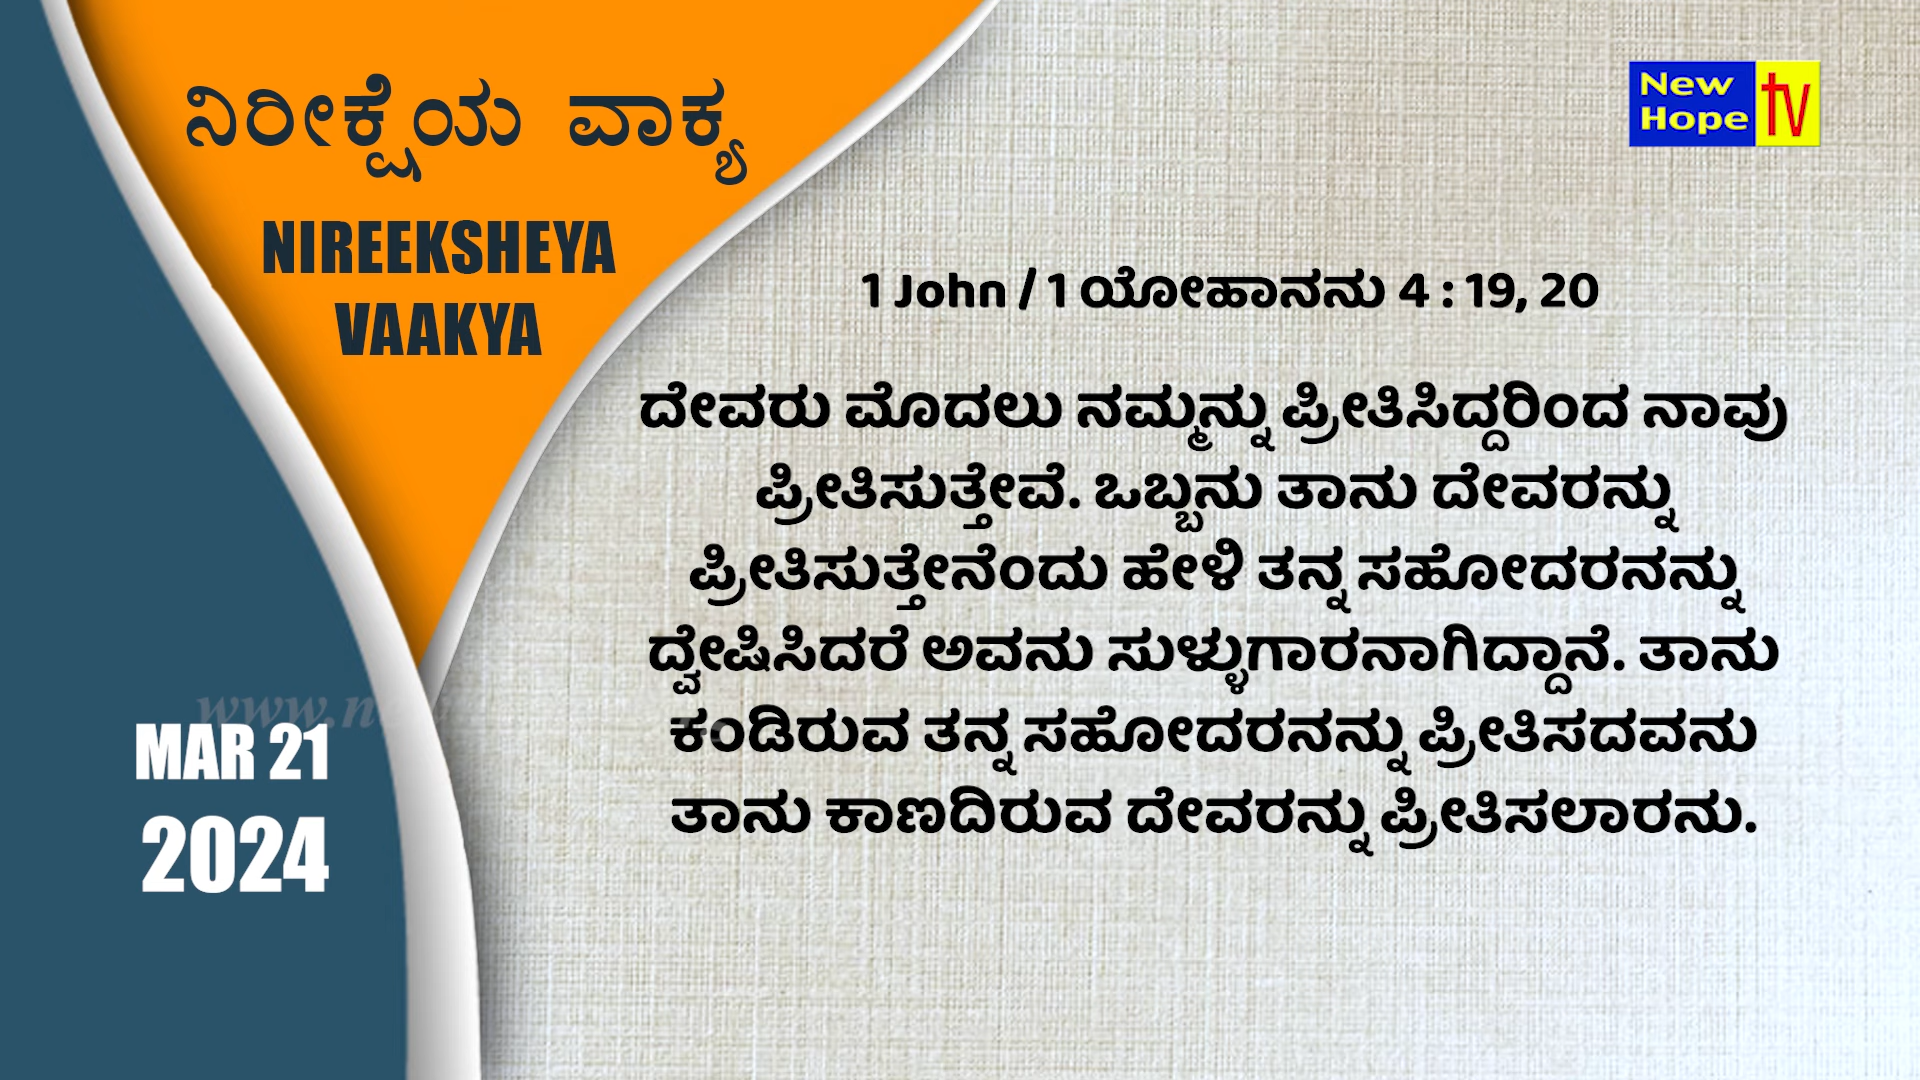 ನಿರೀಕ್ಷೆಯ ವಾಕ್ಯ
NIREEKSHEYA
VAAKYA
New
Hope
tv
1 John / 1 ಯೋಹಾನನು 4 : 19, 20
ದೇವರು ಮೊದಲು ನಮ್ಮನ್ನು ಪ್ರೀತಿಸಿದ್ದರಿಂದ ನಾವು
ಪ್ರೀತಿಸುತ್ತೇವೆ. ಒಬ್ಬನು ತಾನು ದೇವರನ್ನು
ಪ್ರೀತಿಸುತ್ತೇನೆಂದು ಹೇಳಿ ತನ್ನ ಸಹೋದರನನ್ನು
ದ್ವೇಷಿಸಿದರೆ ಅವನು ಸುಳ್ಳುಗಾರನಾಗಿದ್ದಾನೆ. ತಾನು
ಕಂಡಿರುವ ತನ್ನ ಸಹೋದರನನ್ನು ಪ್ರೀತಿಸದವನು
ತಾನು ಕಾಣದಿರುವ ದೇವರನ್ನು ಪ್ರೀತಿಸಲಾರನು.
MAR 21
2024